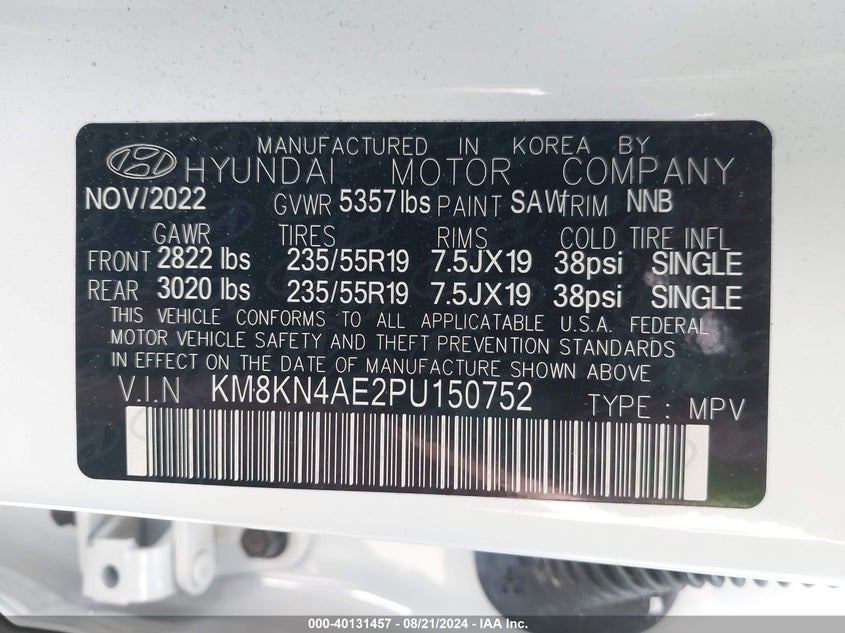 MANUFACTURED IN KOREA BY
HYUNDAI MOTOR COMPANY
NOV/2022 GVWR 5357lbs PAINT SAW TRIM NNB
GAWR TIRES RIMS COLD TIRE INFL
FRONT 2822 lbs 235/55R19 7.5JX19 38psi SINGLE
REAR 3020 lbs 235/55R19 7.5JX19 38psi SINGLE
THIS VEHICLE CONFORMS TO ALL APPLICATABLE U.S.A. FEDERAL
MOTOR VEHICLE SAFETY AND THEFT PREVENTION STANDARDS
IN EFFECT ON THE DATE OF MANUFACTURE SHOWN ABOVE
V.I.N KM8KN4AE2PU150752 TYPE : MPV
000-40131457 - 08/21/2024 - IAA Inc.